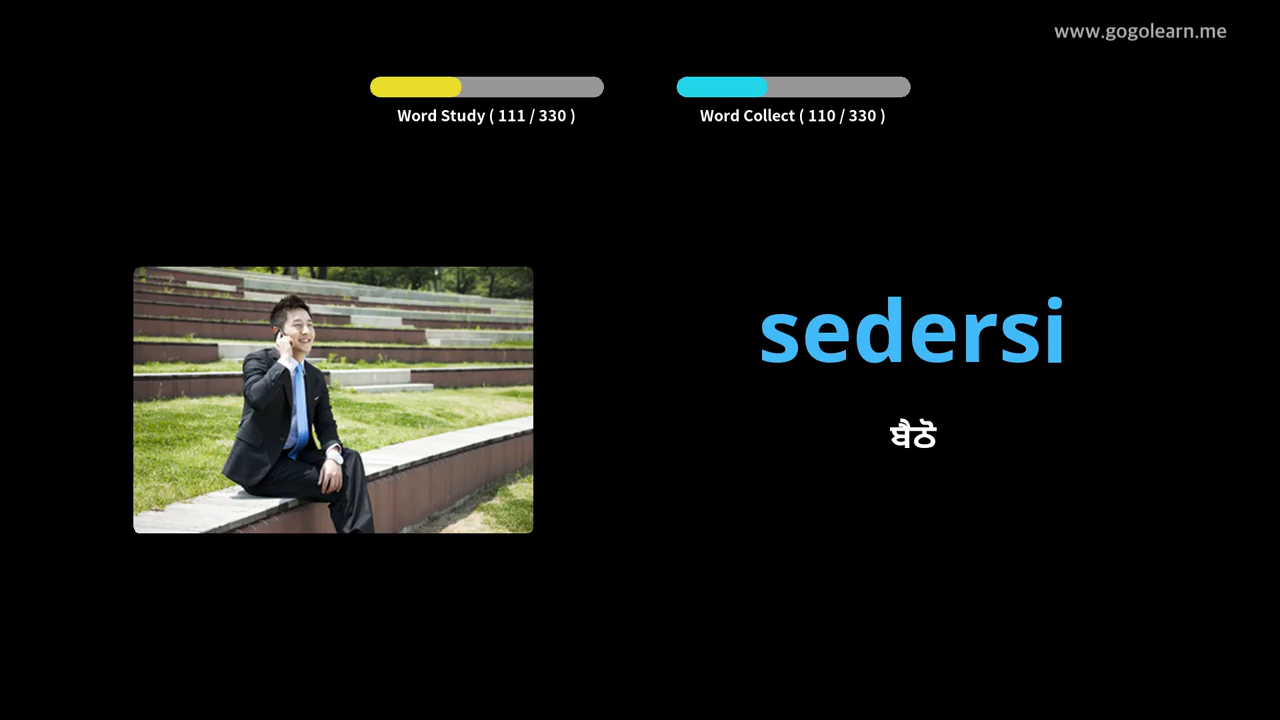 www.gogolearn.me
Word Study ( 111 / 330 )
Word Collect ( 110 / 330 )
sedersi
बैठो